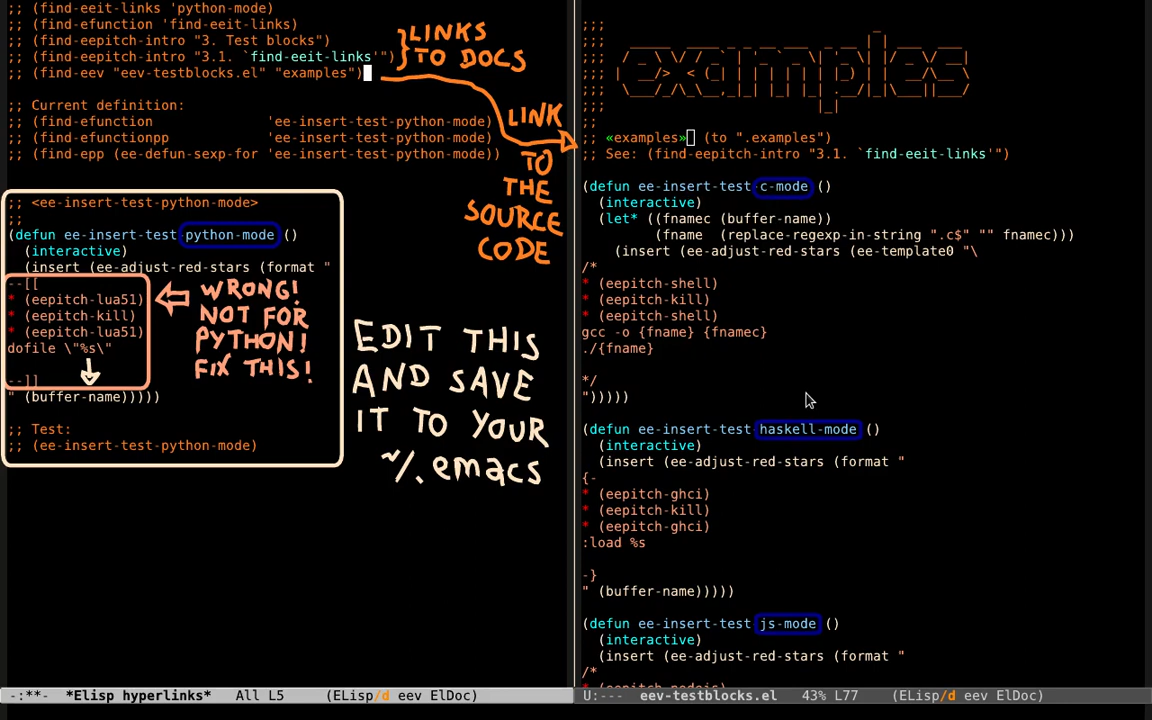 ;; (find-eeit-links 'python-mode)
;; (find-efunction 'find-eeit-links)
;; (find-eepitch-intro "3. Test blocks")
;; (find-eepitch-intro "3.1. `find-eeit-links'")
;; (find-eev "eev-testblocks.el" "examples")
;; Current definition:
;; (find-efunction 'ee-insert-test-python-mode)
;; (find-efunctionpp 'ee-insert-test-python-mode)
;; (find-epp (ee-defun-sexp-for 'ee-insert-test-python-mode))
;; <ee-insert-test-python-mode>
;;
(defun ee-insert-test-python-mode ()
(interactive)
(insert (ee-adjust-red-stars (format "
--[[
* (eepitch-lua51)
* (eepitch-kill)
* (eepitch-lua51)
dofile \"%s\"
--]]
" (buffer-name)))))
;; Test:
;; (ee-insert-test-python-mode)
LINKS
TO DOCS
LINK
TO
THE
SOURCE
CODE
WRONG!
NOT FOR
PYTHON!
FIX THIS!
EDIT THIS
AND SAVE
IT TO YOUR
~/.emacs
-:**- *Elisp hyperlinks* All L5 (ELisp/d eev ElDoc)
;;;
;;;
;;; examples
;;;
;;;
;;;
;;
;; «examples» (to ".examples")
;; See: (find-eepitch-intro "3.1. `find-eeit-links'")
(defun ee-insert-test-c-mode ()
(interactive)
(let* ((fnamec (buffer-name))
(fname (replace-regexp-in-string ".c$" "" fnamec)))
(insert (ee-adjust-red-stars (ee-template0 "\
/*
* (eepitch-shell)
* (eepitch-kill)
* (eepitch-shell)
gcc -o {fname} {fnamec}
./{fname}
*/
")))))
(defun ee-insert-test-haskell-mode ()
(interactive)
(insert (ee-adjust-red-stars (format "
{-
* (eepitch-ghci)
* (eepitch-kill)
* (eepitch-ghci)
:load %s
-}
" (buffer-name)))))
(defun ee-insert-test-js-mode ()
(interactive)
(insert (ee-adjust-red-stars (format "
/*
* (eepitch-nodejs)
U:--- eev-testblocks.el 43% L77 (ELisp/d eev ElDoc)